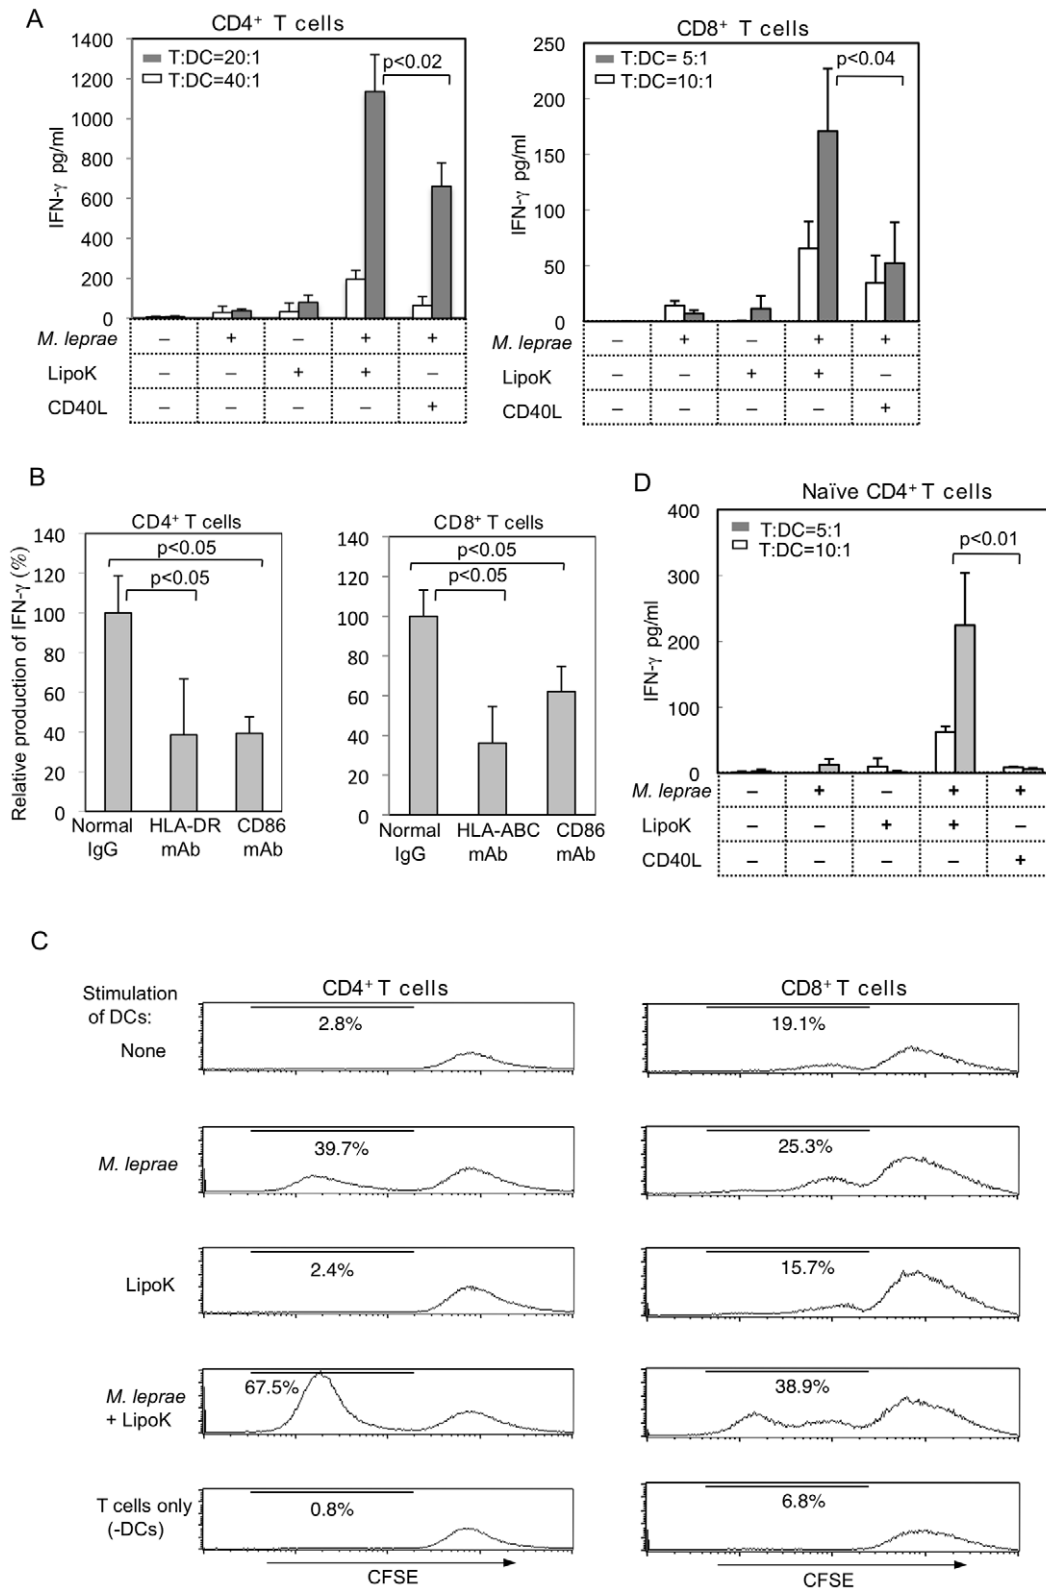 A
CD4+ T cells
1400
1200
1000
800
600
400
200
0
IFN-γ pg/ml
T:DC=20:1
T:DC=40:1
p<0.02
M. leprae – + – + +
LipoK – – + + –
CD40L – – – – +
CD8+ T cells
250
200
150
100
50
0
IFN-γ pg/ml
T:DC= 5:1
T:DC=10:1
p<0.04
M. leprae – + – + +
LipoK – – + + –
CD40L – – – – +
B
CD4+ T cells
Relative production of IFN-γ (%)
140
120
100
80
60
40
20
0
p<0.05
p<0.05
Normal HLA-DR CD86
IgG mAb mAb
CD8+ T cells
140
120
100
80
60
40
20
0
p<0.05
p<0.05
Normal HLA-ABC CD86
IgG mAb mAb
D
Naïve CD4+ T cells
400
300
200
100
0
IFN-γ pg/ml
T:DC=5:1
T:DC=10:1
p<0.01
M. leprae – + – + +
LipoK – – + + –
CD40L – – – – +
C
Stimulation
of DCs:
CD4+ T cells
CD8+ T cells
None
2.8%
19.1%
M. leprae
39.7%
25.3%
LipoK
2.4%
15.7%
M. leprae
+ LipoK
67.5%
38.9%
T cells only
(-DCs)
0.8%
6.8%
CFSE
CFSE